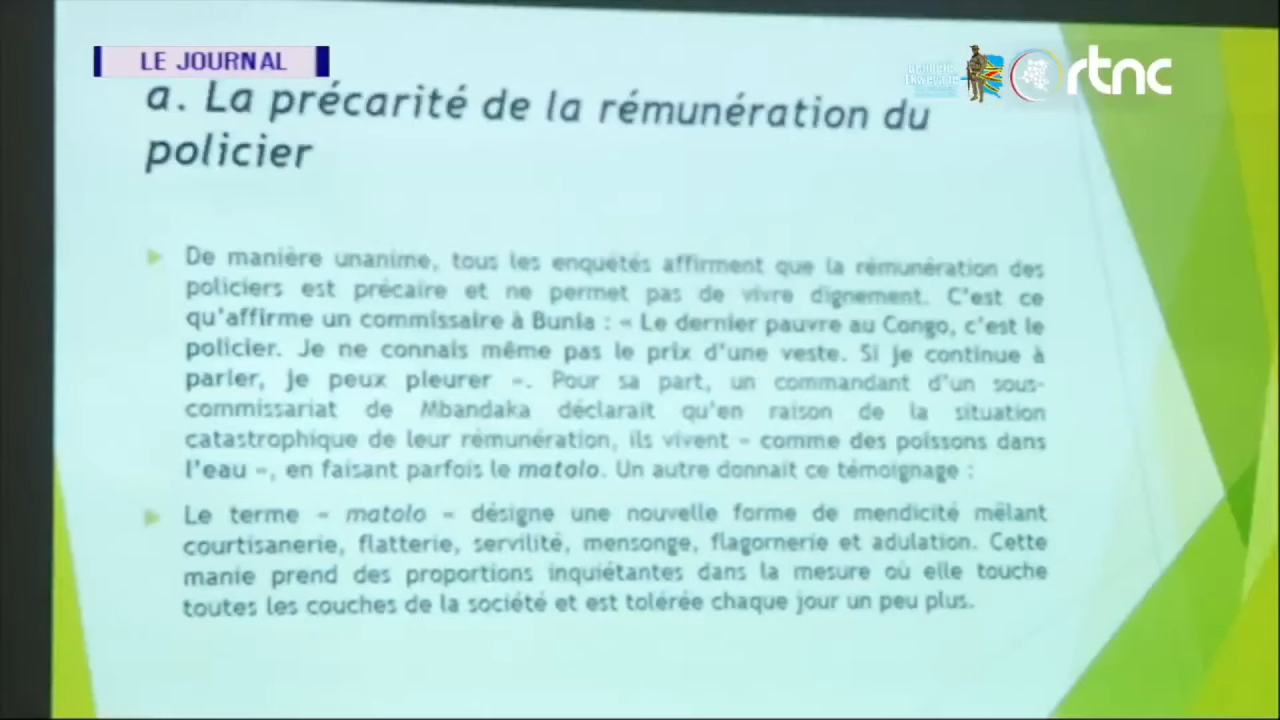 LE JOURNAL
rtnc
a. La précarité de la rémunération du
policier
De manière unanime, tous les enquêtés affirment que la rémunération des
policiers est précaire et ne permet pas de vivre dignement. C'est ce
qu'affirme un commissaire à Bunia : « Le dernier pauvre au Congo, c'est le
policier. Je ne connais même pas le prix d'une veste. Si je continue à
parler, je peux pleurer ». Pour sa part, un commandant d'un sous-
commissariat de Mbandaka déclarait qu'en raison de la situation
catastrophique de leur rémunération, ils vivent « comme des poissons dans
l'eau », en faisant parfois le matolo. Un autre donnait ce témoignage :
Le terme « matolo « désigne une nouvelle forme de mendicité mêlant
courtisanerie, flatterie, servilité, mensonge, flagornerie et adulation. Cette
manie prend des proportions inquiétantes dans la mesure où elle touche
toutes les couches de la société et est tolérée chaque jour un peu plus.